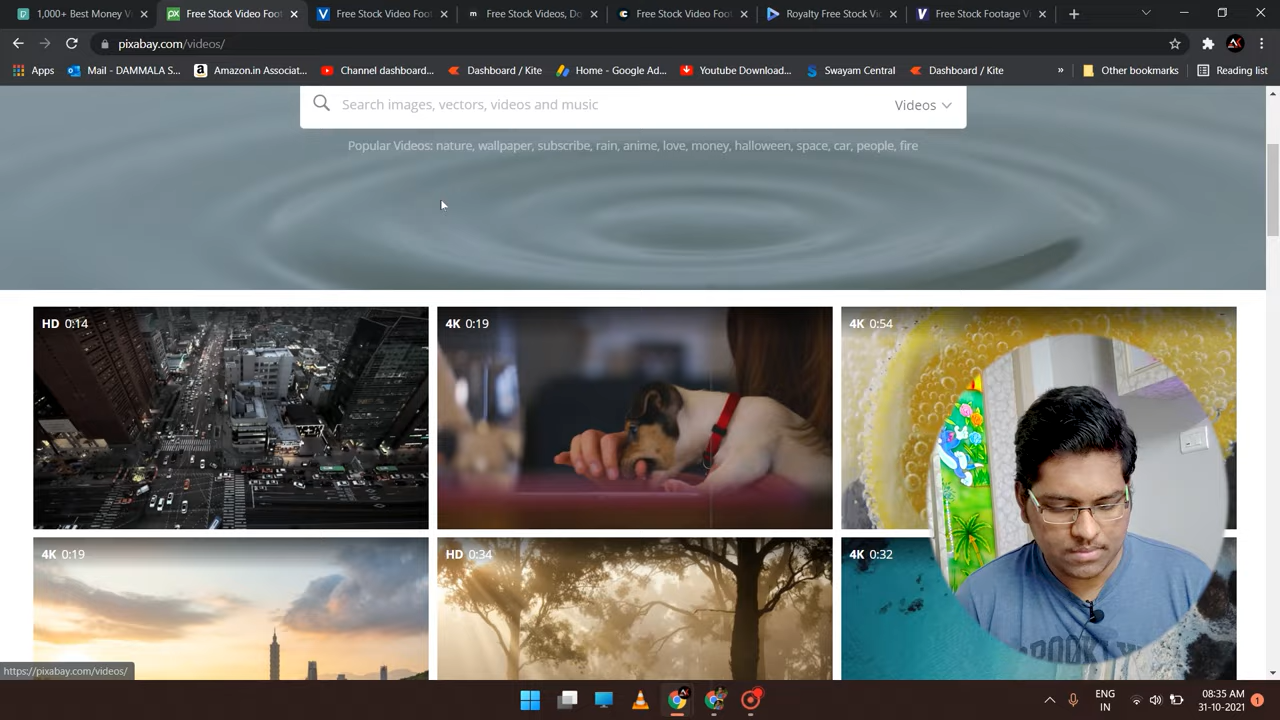 1,000+ Best Money V
Free Stock Video Foot
Free Stock Video Foot
m Free Stock Videos, Do
Free Stock Video Foot
Royalty Free Stock Vi
Free Stock Footage V
pixabay.com/videos/
Apps
Mail - DAMMALA S...
Amazon.in Associat...
Channel dashboard...
Dashboard / Kite
Home - Google Ad...
Youtube Download...
Swayam Central
Dashboard / Kite
»
Other bookmarks
Reading list
Search images, vectors, videos and music
Videos
Popular Videos: nature, wallpaper, subscribe, rain, anime, love, money, halloween, space, car, people, fire
HD 0:14
4K 0:19
4K 0:54
4K 0:19
HD 0:34
4K 0:32
https://pixabay.com/videos/
ENG
IN
08:35 AM
31-10-2021
1